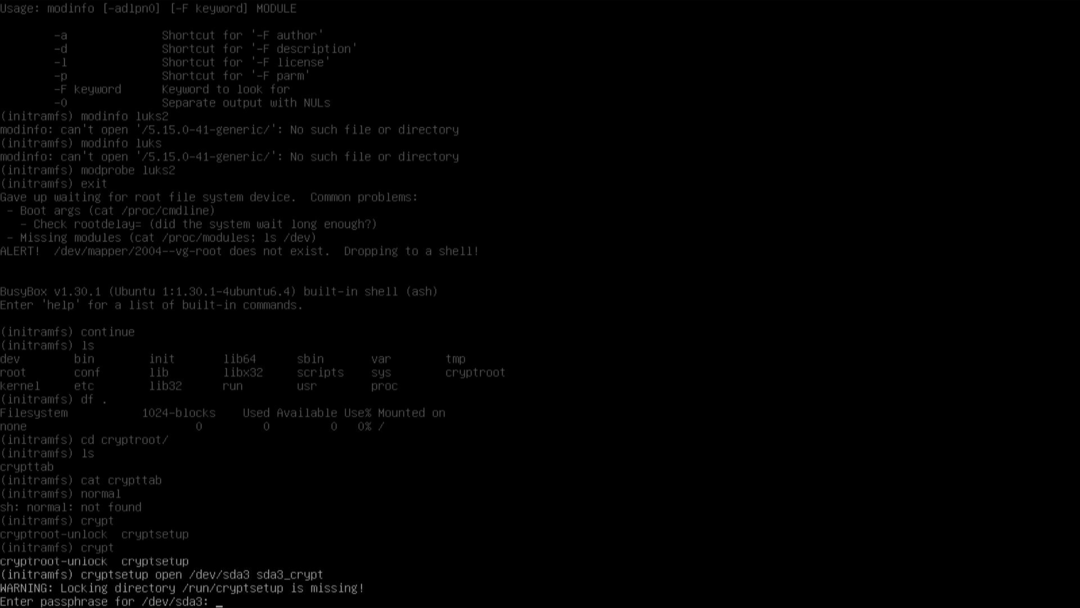 Usage: modinfo [-adlpn0] [-F keyword] MODULE
-a Shortcut for '-F author'
-d Shortcut for '-F description'
-l Shortcut for '-F license'
-p Shortcut for '-F parm'
-F keyword Keyword to look for
-0 Separate output with NULs
(initramfs) modinfo luks2
modinfo: can't open '/5.15.0-41-generic/': No such file or directory
(initramfs) modinfo luks
modinfo: can't open '/5.15.0-41-generic/': No such file or directory
(initramfs) modprobe luks2
(initramfs) exit
Gave up waiting for root file system device.  Common problems:
- Boot args (cat /proc/cmdline)
- Check rootdelay= (did the system wait long enough?)
- Missing modules (cat /proc/modules; ls /dev)
ALERT!  /dev/mapper/2004--vg-root does not exist.  Dropping to a shell!
BusyBox v1.30.1 (Ubuntu 1:1.30.1-4ubuntu6.4) built-in shell (ash)
Enter 'help' for a list of built-in commands.
(initramfs) continue
(initramfs) ls
dev bin init lib64 sbin var tmp
root conf lib libx32 scripts sys cryptroot
kernel etc lib32 run usr proc
(initramfs) df .
Filesystem 1024-blocks Used Available Use% Mounted on
none 0 0 0 0% /
(initramfs) cd cryptroot/
(initramfs) ls
crypttab
(initramfs) cat crypttab
(initramfs) normal
sh: normal: not found
(initramfs) crypt
cryptroot-unlock cryptsetup
(initramfs) crypt
cryptroot-unlock cryptsetup
(initramfs) cryptsetup open /dev/sda3 sda3_crypt
WARNING: Locking directory /run/cryptsetup is missing!
Enter passphrase for /dev/sda3: _